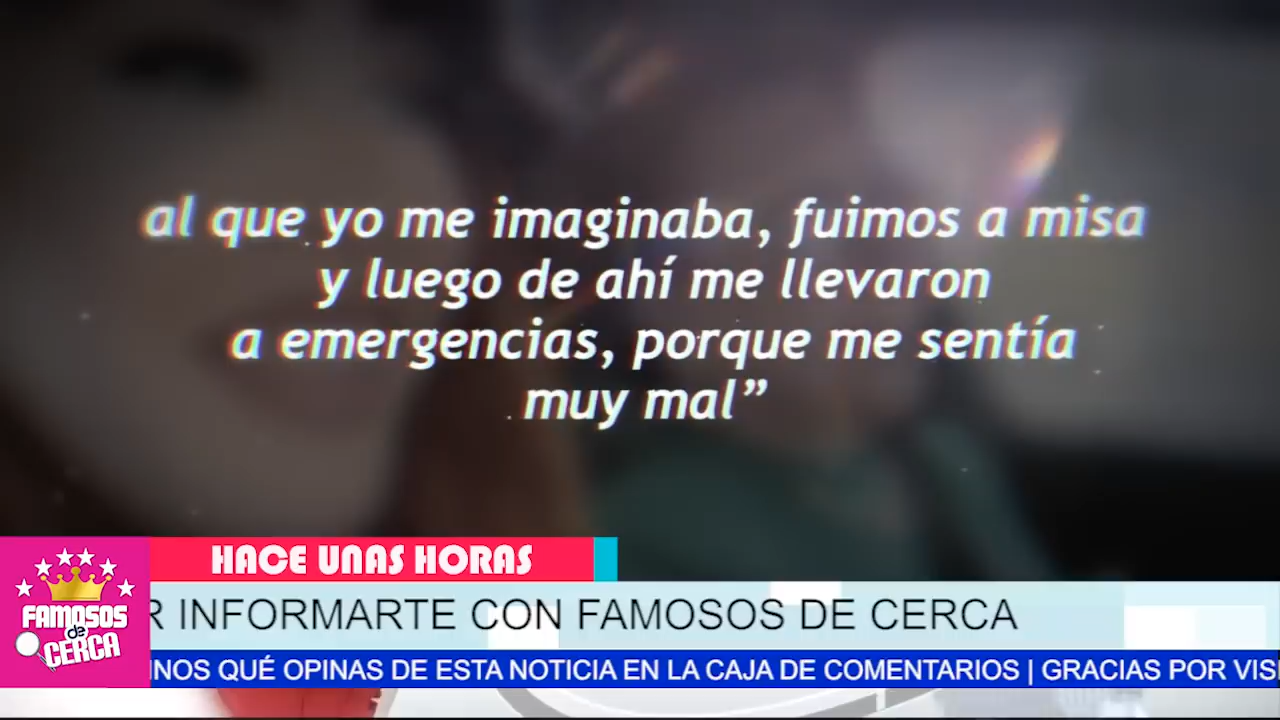 al que yo me imaginaba, fuimos a misa
y luego de ahí me llevaron
a emergencias, porque me sentía
muy mal”
HACE UNAS HORAS
R INFORMARTE CON FAMOSOS DE CERCA
FAMOSOS
de
CERCA
INOS QUÉ OPINAS DE ESTA NOTICIA EN LA CAJA DE COMENTARIOS | GRACIAS POR VISI